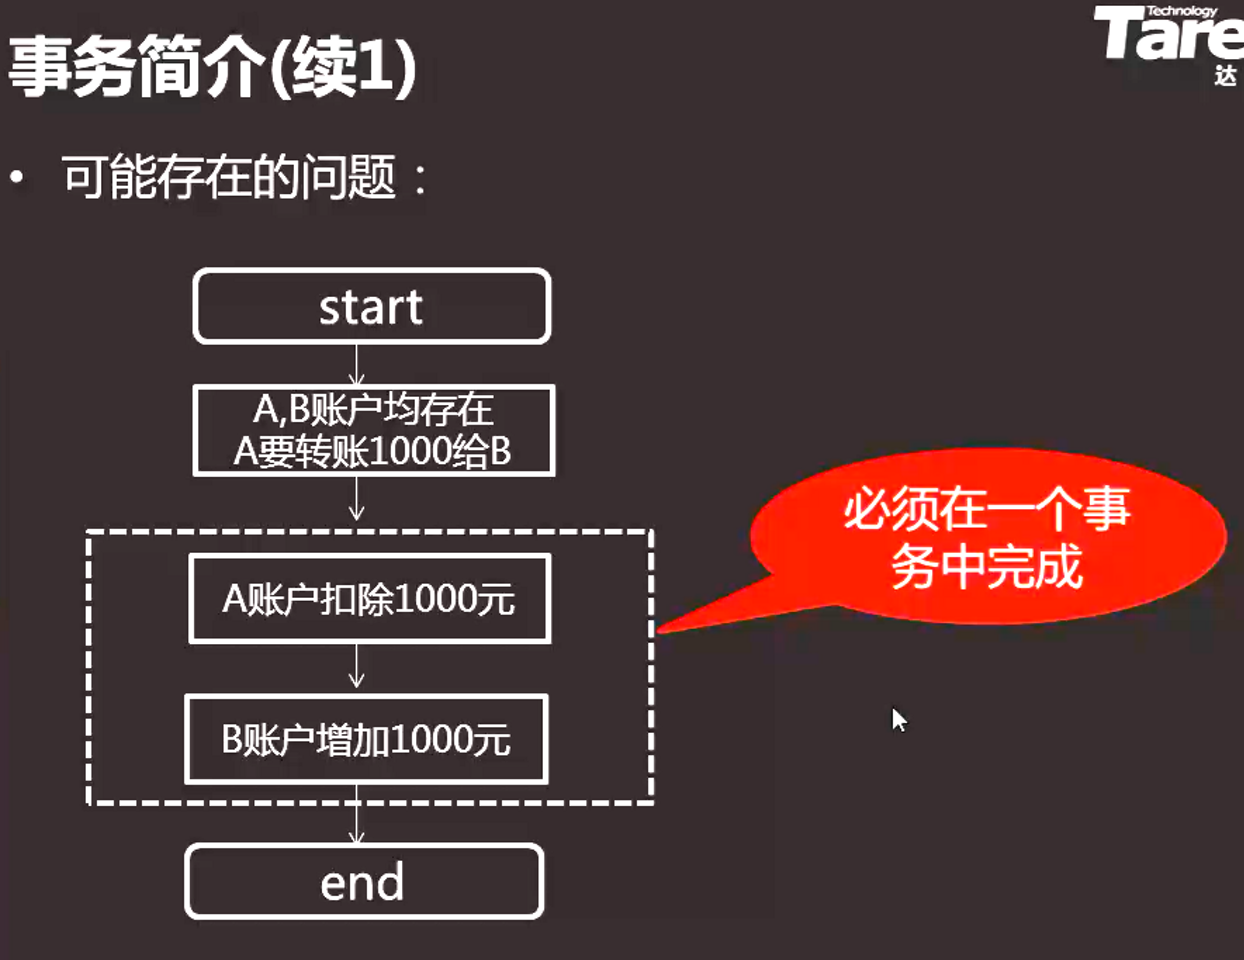 Technology
Tare
达
事务简介(续1)
• 可能存在的问题：
start
A,B账户均存在
A要转账1000给B
必须在一个事
务中完成
A账户扣除1000元
B账户增加1000元
end